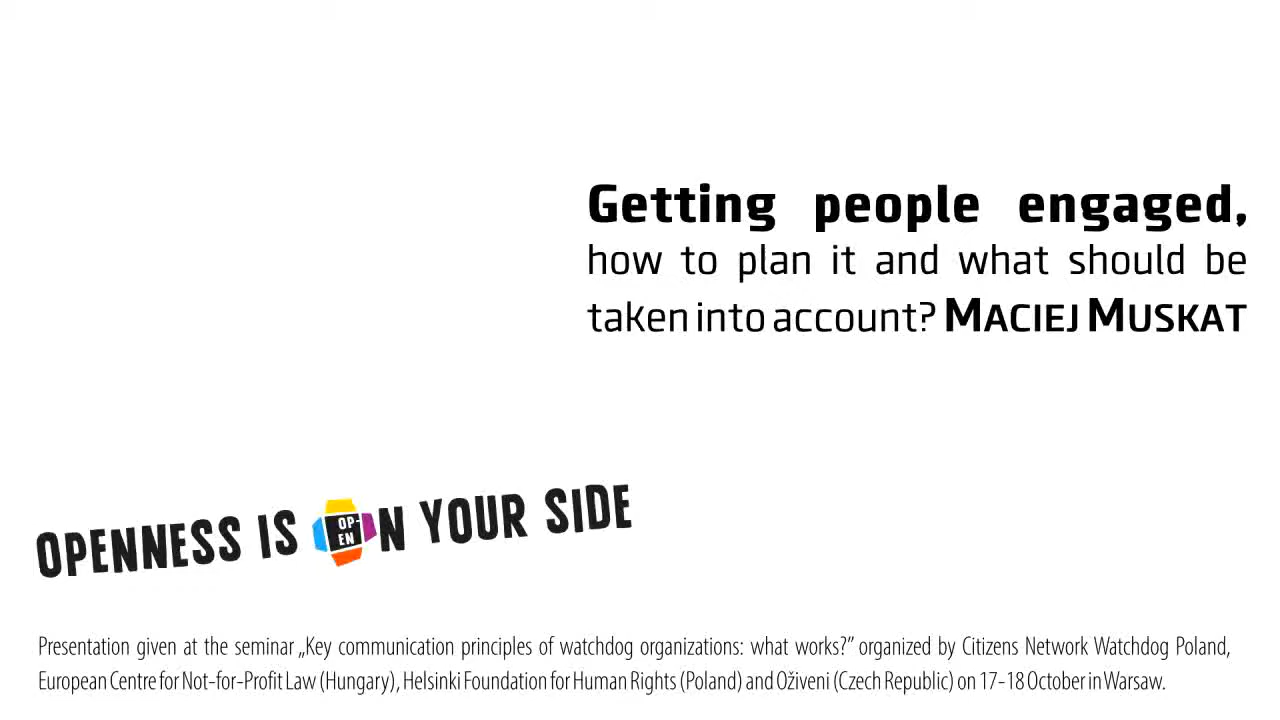 Getting people engaged,
how to plan it and what should be
taken into account? MACIEJ MUSKAT
OPENNESS IS OP-EN N YOUR SIDE
Presentation given at the seminar „Key communication principles of watchdog organizations: what works?” organized by Citizens Network Watchdog Poland,
European Centre for Not-for-Profit Law (Hungary), Helsinki Foundation for Human Rights (Poland) and Oživeni (Czech Republic) on 17-18 October in Warsaw.